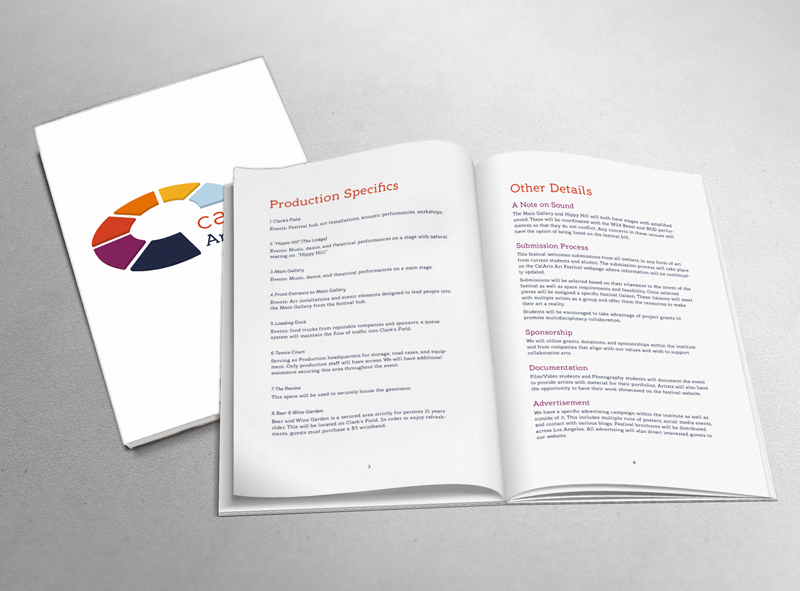 ca
Ar
Production Specifics
1. Clark's Field
Events: Festival hub, art installations, acoustic performances, workshops.
2. "Hippie Hill" (The Lodge)
Events: Music, dance, and theatrical performances on a stage with natural
seating on "Hippy Hill"
3. Main Gallery
Events: Music, dance, and theatrical performances on a main stage.
4. Front Entrance to Main Gallery
Events: Art installations and scenic elements designed to lead people into
the Main Gallery from the festival hub.
5. Loading Dock
Events: food trucks from reputable companies and sponsors, a queue
system will maintain the flow of traffic into Clark's Field.
6. Tennis Court
Serving as Production headquarters for storage, road cases, and equip-
ment. Only production staff will have access. We will have additional
assistance securing this area throughout the event.
7. The Ravine
This space will be used to securely house the generator.
8. Beer & Wine Garden
Beer and Wine Garden is a secured area strictly for persons 21 years
older. This will be located on Clark's Field. In order to enjoy refresh-
ments, guests must purchase a $5 wristband.
3
Other Details
A Note on Sound
The Main Gallery and Hippy Hill will both have stages with amplified
sound. These will be coordinated with the Wild Beast and ROD perfor-
mances so that they do not conflict. Any concerts in these venues will
have the option of being listed on the festival bill.
Submission Process
This festival welcomes submissions from all métiers in any form of art
from current students and alumni. The submission process will take place
on the CalArts Art Festival webpage where information will be continual-
ly updated.
Submissions will be selected based on their relevance to the intent of the
festival as well as space requirements and feasibility. Once selected
pieces will be assigned a specific festival liaison. These liaisons will meet
with multiple artists as a group and offer them the resources to make
their art a reality.
Students will be encouraged to take advantage of project grants to
promote multidisciplinary collaboration.
Sponsorship
We will utilize grants, donations, and sponsorships within the institute
and from companies that align with our values and wish to support
collaborative arts.
Documentation
Film/Video students and Photography students will document the event
to provide artists with material for their portfolios. Artists will also have
the opportunity to have their work showcased on the festival website.
Advertisement
We have a specific advertising campaign within the institute as well as
outside of it. This includes multiple runs of posters, social media events,
and contact with various blogs. Festival brochures will be distributed
across Los Angeles. All advertising will also direct interested guests to
our website.
4